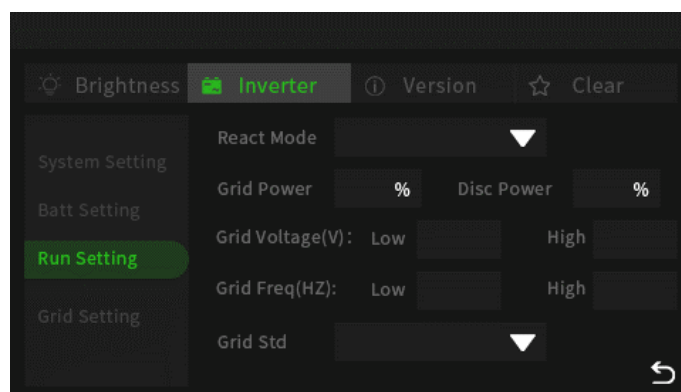 Brightness Inverter Version Clear
System Setting
Batt Setting
Run Setting
Grid Setting
React Mode
Grid Power % Disc Power %
Grid Voltage(V): Low High
Grid Freq(HZ): Low High
Grid Std